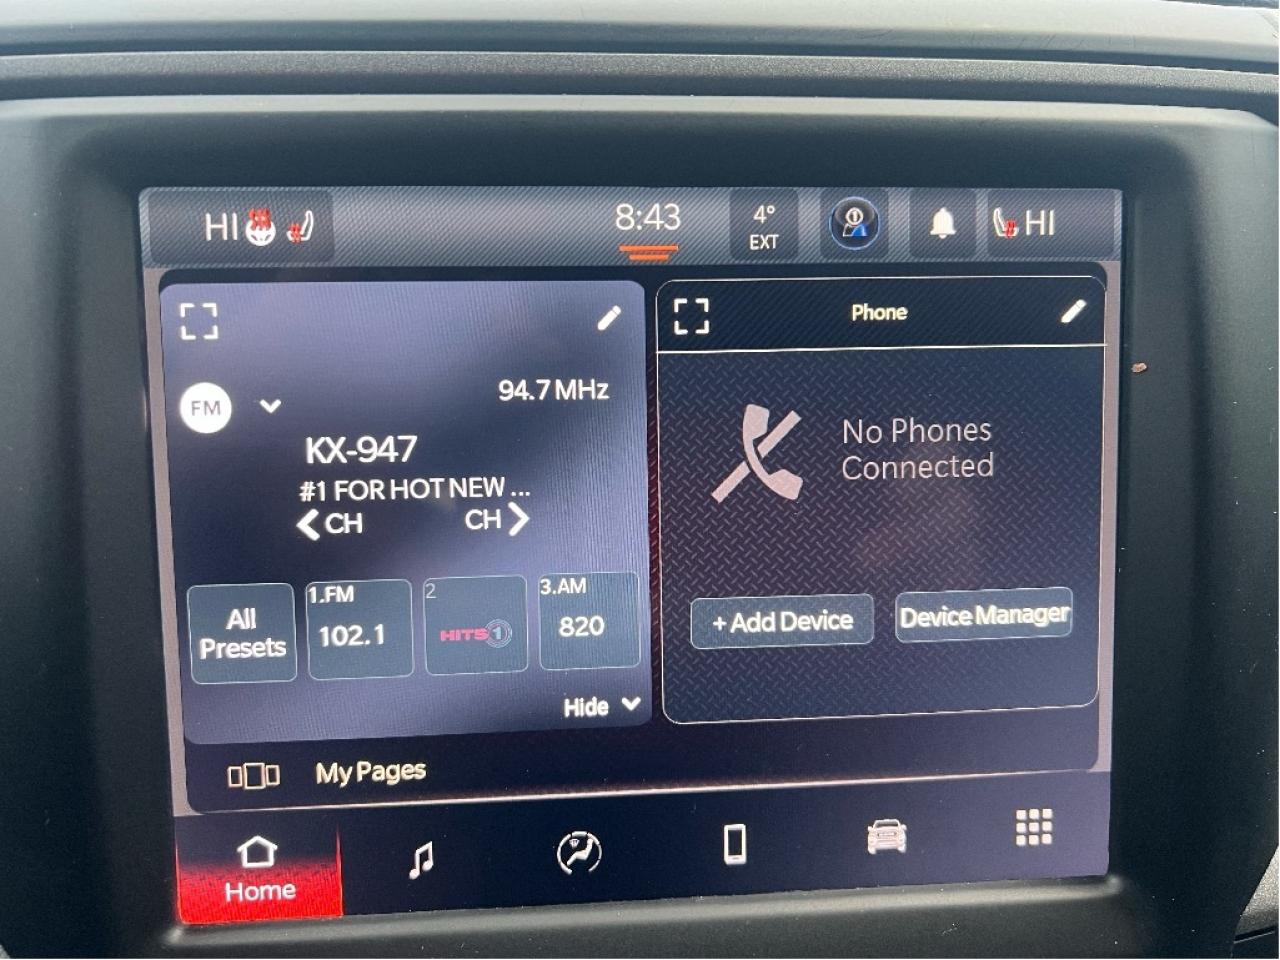 HI
8:43
4°
EXT
1
HI
94.7 MHz
FM
KX-947
#1 FOR HOT NEW ...
CH
CH
All
Presets
1.FM
102.1
2
HITS 1
3.AM
820
Hide
My Pages
Phone
No Phones
Connected
+ Add Device
Device Manager
Home